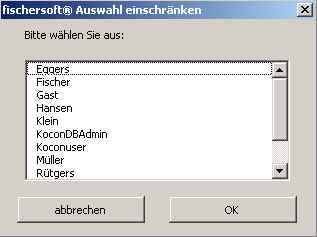 fischersoft® Auswahl einschränken
Bitte wählen Sie aus:
Eggers
Fischer
Gast
Hansen
Klein
KoconDBAdmin
Koconuser
Müller
Rütgers
abbrechen
OK